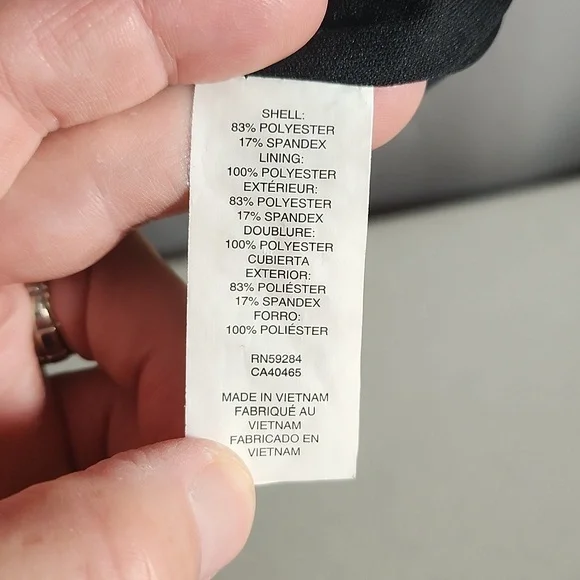 SHELL:
83% POLYESTER
17% SPANDEX
LINING:
100% POLYESTER
EXTÉRIEUR:
83% POLYESTER
17% SPANDEX
DOUBLURE:
100% POLYESTER
CUBIERTA
EXTERIOR:
83% POLIÉSTER
17% SPANDEX
FORRO:
100% POLIÉSTER
RN59284
CA40465
MADE IN VIETNAM
FABRIQUÉ AU
VIETNAM
FABRICADO EN
VIETNAM